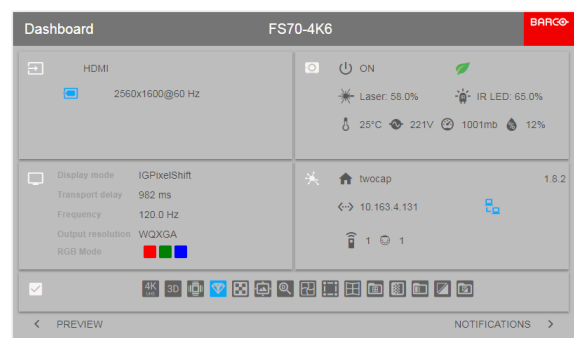 Dashboard
FS70-4K6
BARCO
HDMI
2560x1600@60 Hz
ON
Laser: 58.0%
IR LED: 65.0%
25°C
221V
1001mb
12%
Display mode IGPixelShift
Transport delay 982 ms
Frequency 120.0 Hz
Output resolution WQXGA
RGB Mode
twocap 1.8.2
10.163.4.131
1 1
4K UHD
3D
< PREVIEW
NOTIFICATIONS >